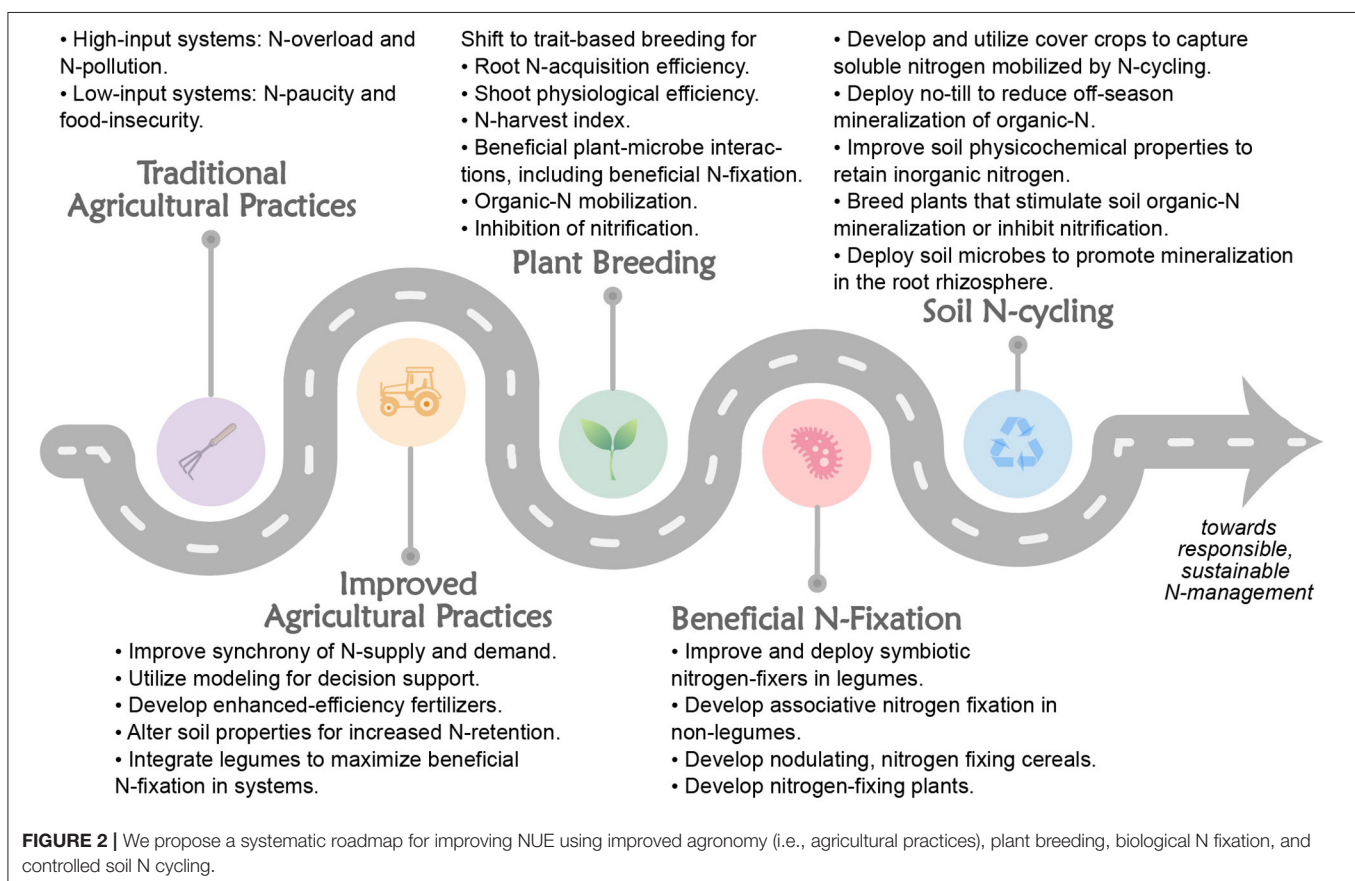 • High-input systems: N-overload and
N-pollution.
• Low-input systems: N-paucity and
food-insecurity.
Traditional
Agricultural Practices
Shift to trait-based breeding for
• Root N-acquisition efficiency.
• Shoot physiological efficiency.
• N-harvest index.
• Beneficial plant-microbe interac-
tions, including beneficial N-fixation.
• Organic-N mobilization.
• Inhibition of nitrification.
Plant Breeding
• Develop and utilize cover crops to capture
soluble nitrogen mobilized by N-cycling.
• Deploy no-till to reduce off-season
mineralization of organic-N.
• Improve soil physicochemical properties to
retain inorganic nitrogen.
• Breed plants that stimulate soil organic-N
mineralization or inhibit nitrification.
• Deploy soil microbes to promote mineralization
in the root rhizosphere.
Soil N-cycling
towards
responsible,
sustainable
N-management
Improved
Agricultural Practices
• Improve synchrony of N-supply and demand.
• Utilize modeling for decision support.
• Develop enhanced-efficiency fertilizers.
• Alter soil properties for increased N-retention.
• Integrate legumes to maximize beneficial
N-fixation in systems.
Beneficial N-Fixation
• Improve and deploy symbiotic
nitrogen-fixers in legumes.
• Develop associative nitrogen fixation in
non-legumes.
• Develop nodulating, nitrogen fixing cereals.
• Develop nitrogen-fixing plants.
FIGURE 2 | We propose a systematic roadmap for improving NUE using improved agronomy (i.e., agricultural practices), plant breeding, biological N fixation, and
controlled soil N cycling.